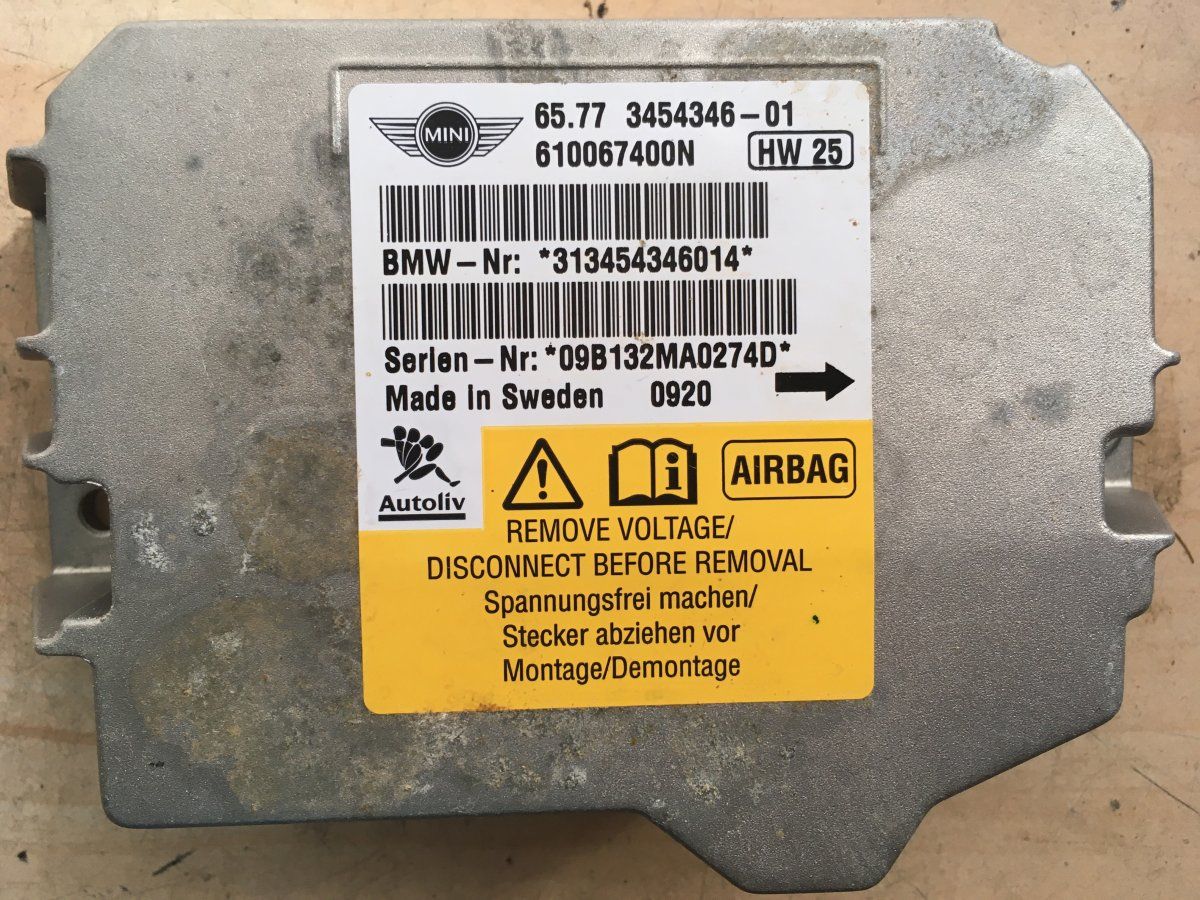 MINI
65.77 3454346-01
610067400N HW 25
BMW-Nr: *313454346014*
Serien-Nr: *09B132MA0274D*
Made in Sweden 0920
Autoliv
AIRBAG
REMOVE VOLTAGE/
DISCONNECT BEFORE REMOVAL
Spannungsfrei machen/
Stecker abziehen vor
Montage/Demontage